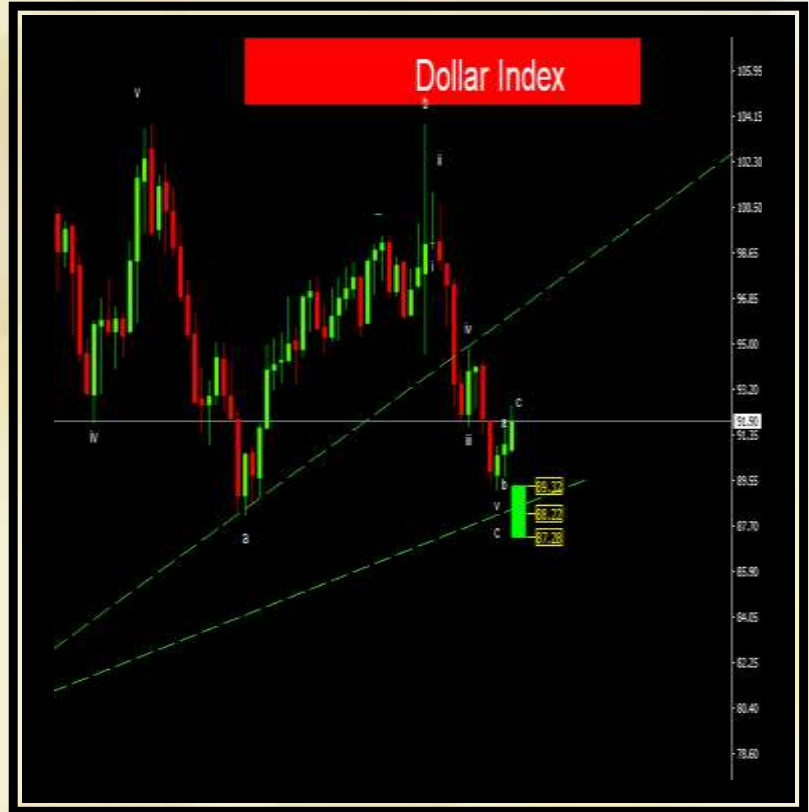 Dollar Index
105.95
v
b
104.15
ii
102.30
100.50
98.65
i
96.85
iv
95.00
93.20
c
a
91.90
iv
iii
91.35
89.55
b
89.32
v
88.22
87.70
c
a
87.28
85.90
84.05
82.25
80.40
78.60